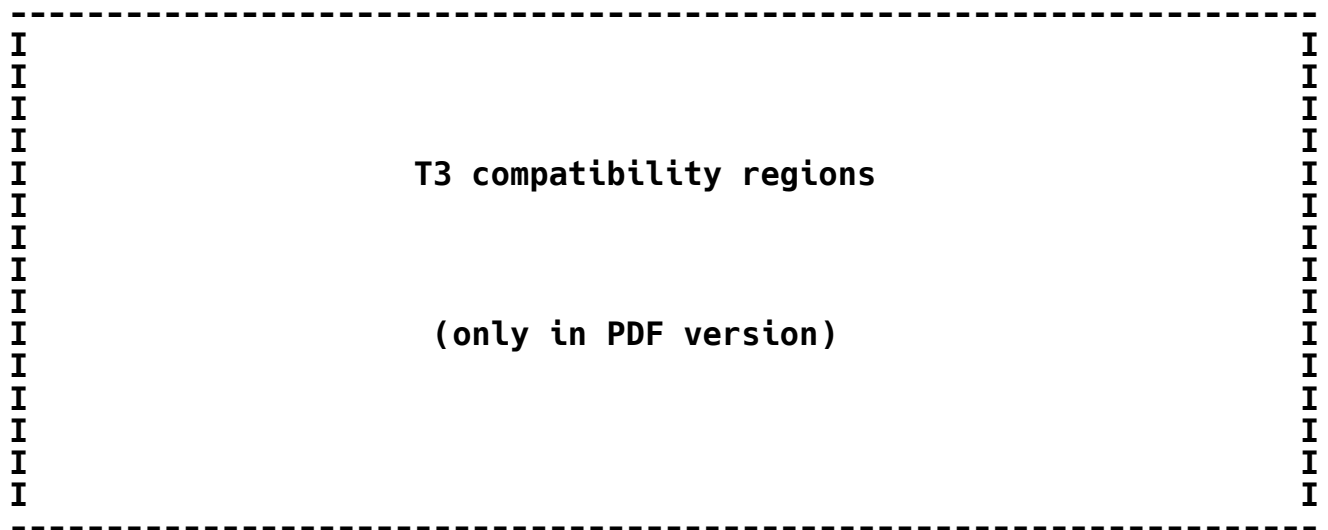 --------------------------------------------------------------------
I                                                                  I
I                                                                  I
I                                                                  I
I                                                                  I
I                    T3 compatibility regions                      I
I                                                                  I
I                                                                  I
I                                                                  I
I                                                                  I
I                     (only in PDF version)                        I
I                                                                  I
I                                                                  I
I                                                                  I
I                                                                  I
I                                                                  I
--------------------------------------------------------------------